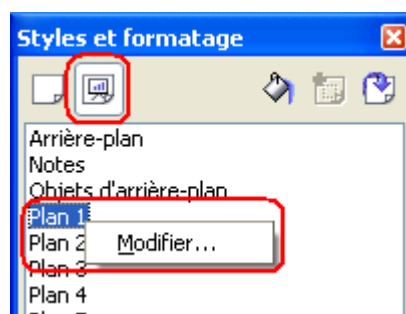 Styles et formatage
Arrière-plan
Notes
Objets d'arrière-plan
Plan 1
Plan 2
Modifier...
Plan 3
Plan 4